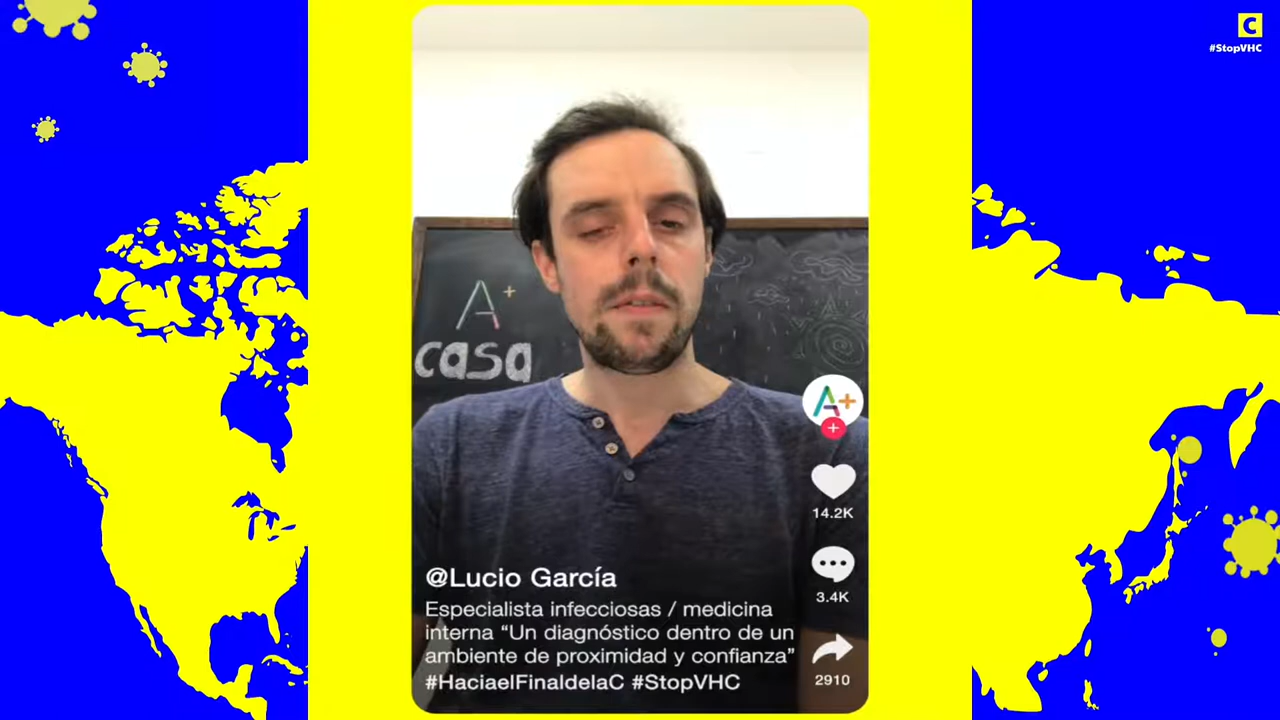 C
#StopVHC
A+
casa
A+
14.2K
3.4K
@Lucio García
Especialista infecciosas / medicina
interna “Un diagnóstico dentro de un
ambiente de proximidad y confianza”
#HaciaelFinaldelaC #StopVHC
2910